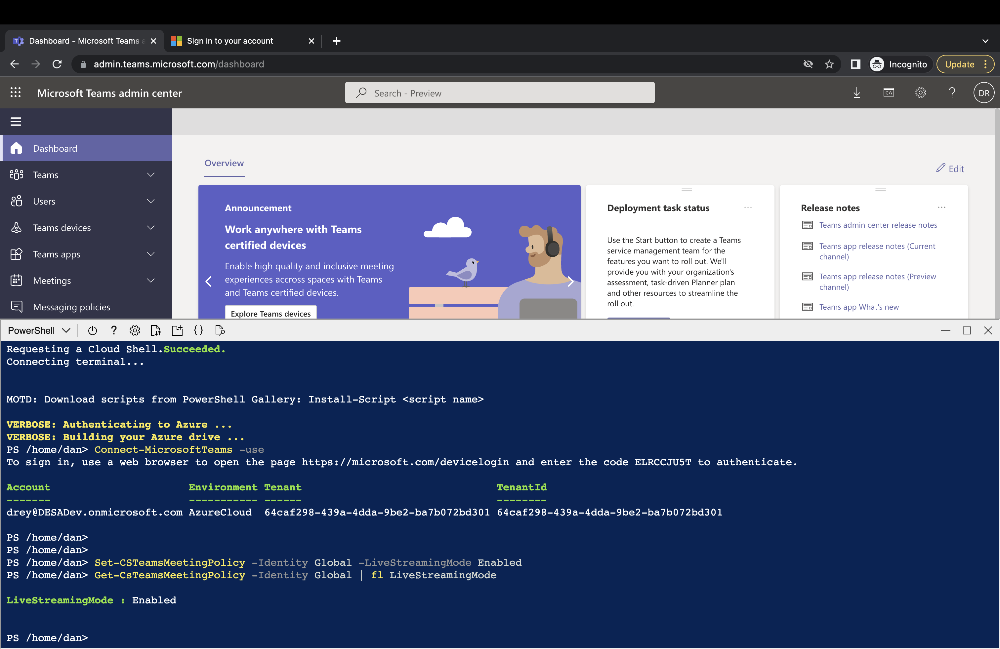 Dashboard - Microsoft Teams a
Sign in to your account
admin.teams.microsoft.com/dashboard
Incognito
Update
Microsoft Teams admin center
Search - Preview
DR
Dashboard
Teams
Users
Teams devices
Teams apps
Meetings
Messaging policies
Overview
Edit
Announcement
Work anywhere with Teams
certified devices
Enable high quality and inclusive meeting
experiences accross spaces with Teams
and Teams certified devices.
Explore Teams devices
Deployment task status
Use the Start button to create a Teams
service management team for the
features you want to roll out. We'll
provide you with your organization's
assessment, task-driven Planner plan
and other resources to streamline the
roll out.
Release notes
Teams admin center release notes
Teams app release notes (Current
channel)
Teams app release notes (Preview
channel)
Teams app What's new
PowerShell
Requesting a Cloud Shell.Succeeded.
Connecting terminal...
MOTD: Download scripts from PowerShell Gallery: Install-Script <script name>
VERBOSE: Authenticating to Azure ...
VERBOSE: Building your Azure drive ...
PS /home/dan> Connect-MicrosoftTeams -use
To sign in, use a web browser to open the page https://microsoft.com/devicelogin and enter the code ELRCCJU5T to authenticate.
Account Environment Tenant TenantId
------- ----------- ------ --------
drey@DESADev.onmicrosoft.com AzureCloud 64caf298-439a-4dda-9be2-ba7b072bd301 64caf298-439a-4dda-9be2-ba7b072bd301
PS /home/dan>
PS /home/dan>
PS /home/dan> Set-CSTeamsMeetingPolicy -Identity Global -LiveStreamingMode Enabled
PS /home/dan> Get-CsTeamsMeetingPolicy -Identity Global | fl LiveStreamingMode
LiveStreamingMode : Enabled
PS /home/dan>